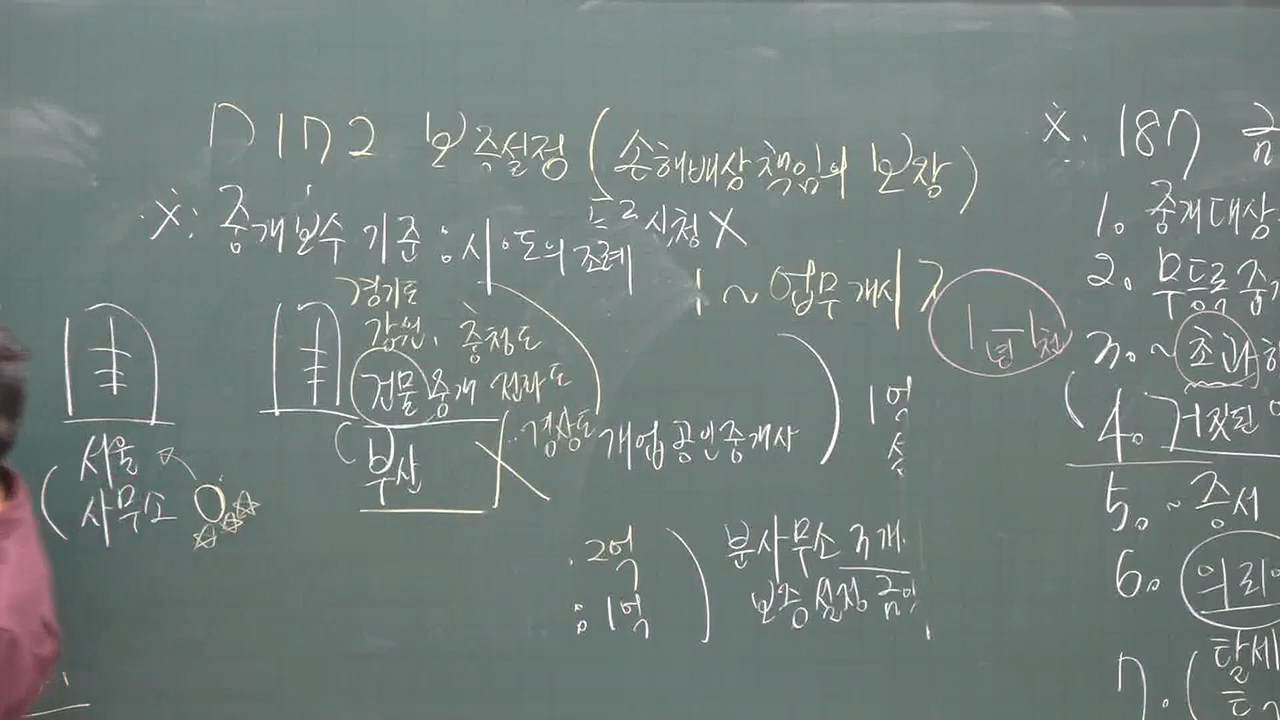 P172 보증설정 (손해배상책임의 보장)
※: 중개보수 기준 : 시·도의 조례
신청 X
1 ~ 업무개시 전
1년 1천
경기도
강원, 충청도
건물 중개 전라도
경상도
부산
서울
사무소
개업공인중개사
1억
2억
: 1억
분사무소 3개
보증설정 금액
※. 187 금
1. 중개대상
2. 무등록중개
3. ~ 초과
4. 거짓된
5. ~ 증서
6. 의뢰
7. (탈세